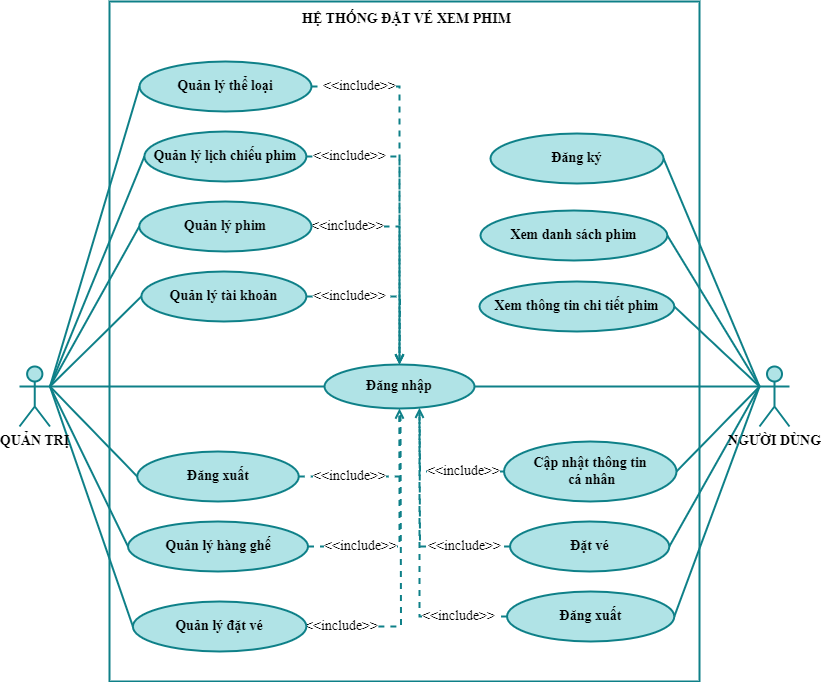 HỆ THỐNG ĐẶT VÉ XEM PHIM
Quản lý thể loại
<<include>>
Quản lý lịch chiếu phim
<<include>>
Đăng ký
Quản lý phim
<<include>>
Xem danh sách phim
Quản lý tài khoản
<<include>>
Xem thông tin chi tiết phim
Đăng nhập
QUẢN TRỊ
NGƯỜI DÙNG
Đăng xuất
<<include>>
<<include>>
Cập nhật thông tin
cá nhân
Quản lý hàng ghế
<<include>>
<<include>>
Đặt vé
Quản lý đặt vé
<<include>>
<<include>>
Đăng xuất